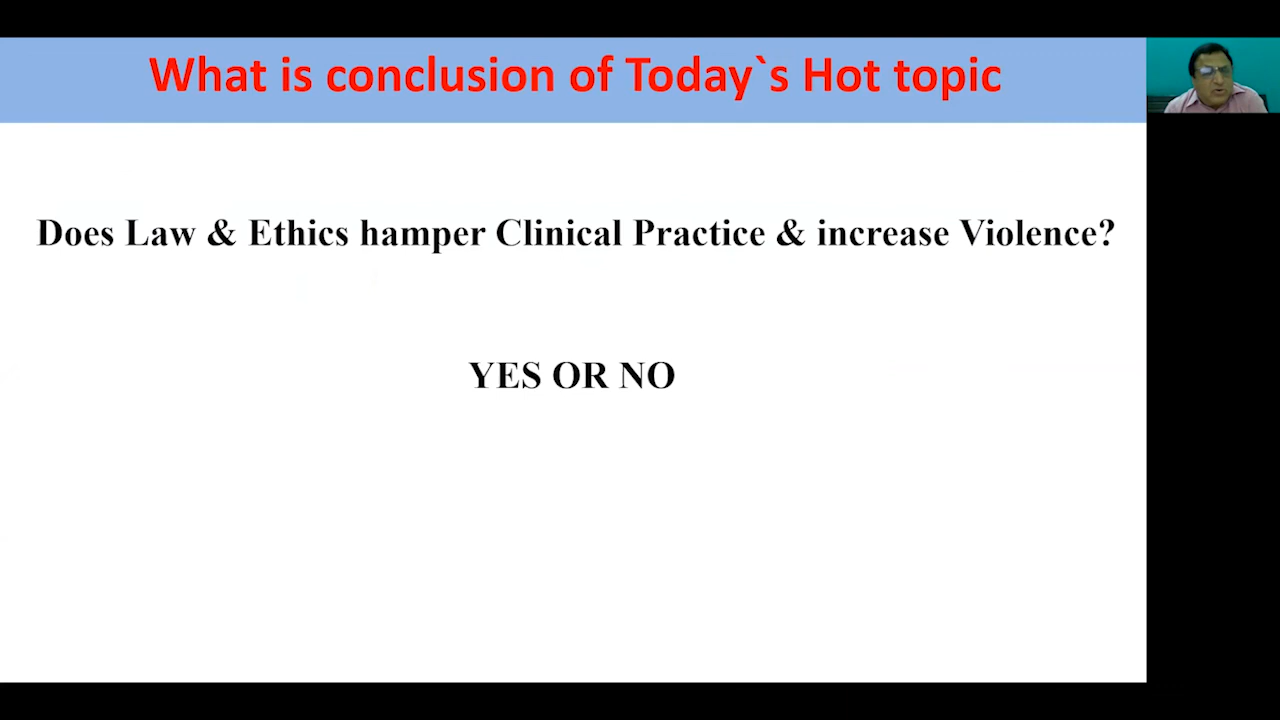 What is conclusion of Today`s Hot topic
Does Law & Ethics hamper Clinical Practice & increase Violence?
YES OR NO